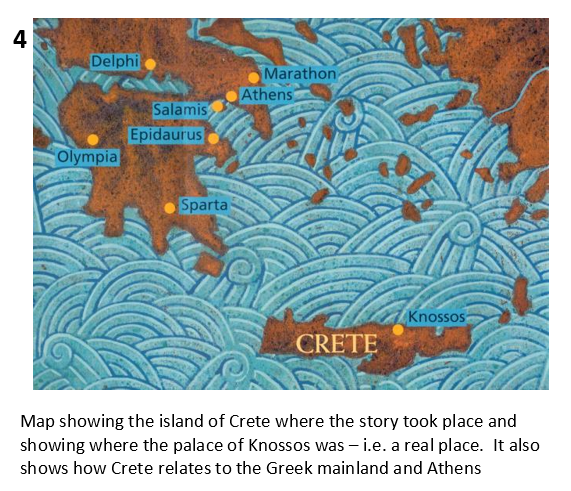 4
Delphi
Marathon
Athens
Salamis
Epidaurus
Olympia
Sparta
Knossos
CRETE
Map showing the island of Crete where the story took place and
showing where the palace of Knossos was – i.e. a real place.  It also
shows how Crete relates to the Greek mainland and Athens